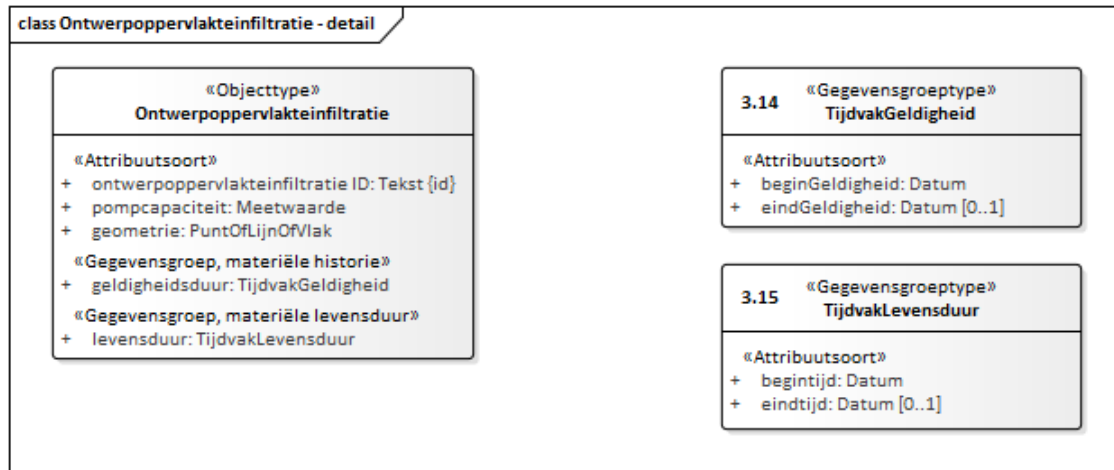 class Ontwerpoppervlakteinfiltratie - detail
«Objecttype»
Ontwerpoppervlakteinfiltratie
«Attribuutsoort»
+ ontwerpoppervlakteinfiltratie ID: Tekst {id}
+ pompcapaciteit: Meetwaarde
+ geometrie: PuntOfLijnOfVlak
«Gegevensgroep, materiële historie»
+ geldigheidsduur: TijdvakGeldigheid
«Gegevensgroep, materiële levensduur»
+ levensduur: TijdvakLevensduur
3.14 «Gegevensgroeptype»
TijdvakGeldigheid
«Attribuutsoort»
+ beginGeldigheid: Datum
+ eindGeldigheid: Datum [0..1]
3.15 «Gegevensgroeptype»
TijdvakLevensduur
«Attribuutsoort»
+ begintijd: Datum
+ eindtijd: Datum [0..1]